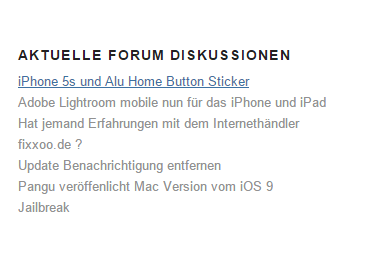 AKTUELLE FORUM DISKUSSIONEN
iPhone 5s und Alu Home Button Sticker
Adobe Lightroom mobile nun für das iPhone und iPad
Hat jemand Erfahrungen mit dem Internethändler
fixxoo.de ?
Update Benachrichtigung entfernen
Pangu veröffenlicht Mac Version vom iOS 9
Jailbreak